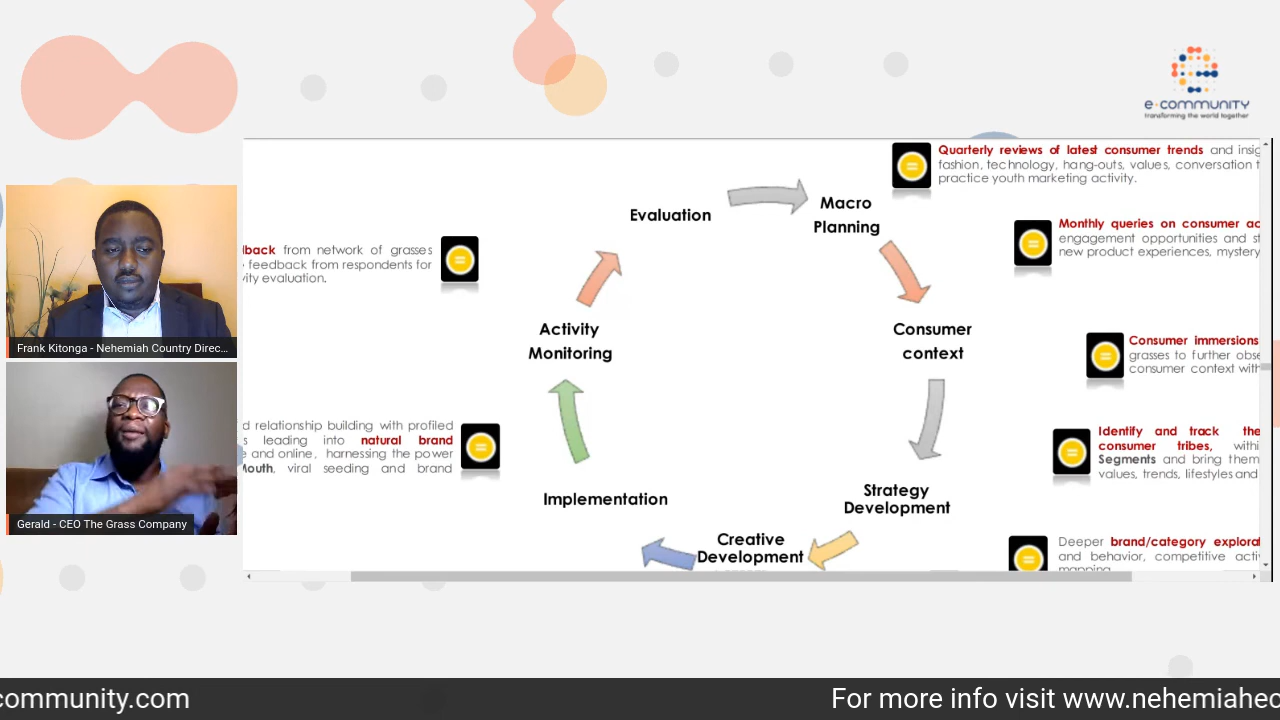 e·community
transforming the world together
Quarterly reviews of latest consumer trends and insig
fashion, technology, hang-outs, values, conversation t
practice youth marketing activity.
Evaluation
Macro
Planning
Monthly queries on consumer ac
engagement opportunities and st
new product experiences, mystery
back from network of grasses
feedback from respondents for
ity evaluation.
Activity
Monitoring
Consumer
context
Consumer immersions
grasses to further obse
consumer context with
d relationship building with profiled
s leading into natural brand
e and online, harnessing the power
Mouth, viral seeding and brand
Identify and track the
consumer tribes, withi
Segments and bring them
values, trends, lifestyles and
Implementation
Strategy
Development
Creative
Development
Deeper brand/category explora
and behavior, competitive acti
mapping
Frank Kitonga - Nehemiah Country Direc...
Gerald - CEO The Grass Company
community.com
For more info visit www.nehemiahec